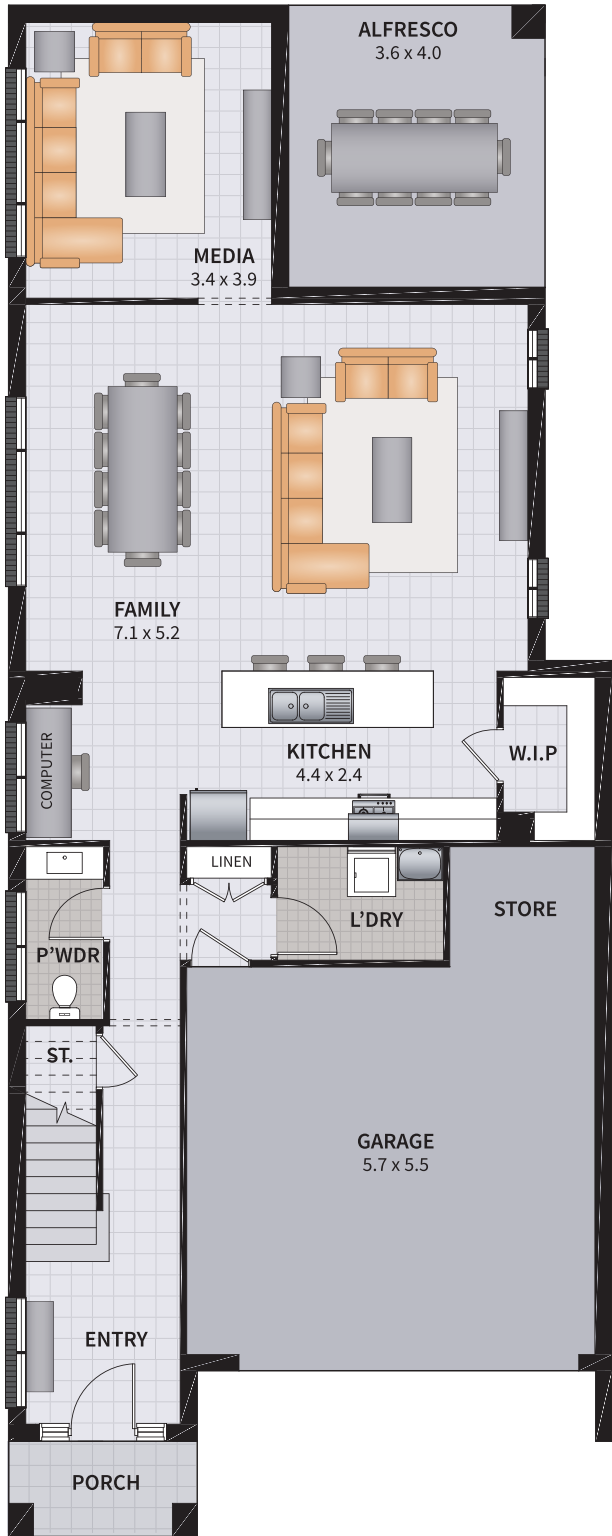 ALFRESCO
3.6 x 4.0
MEDIA
3.4 x 3.9
FAMILY
7.1 x 5.2
COMPUTER
KITCHEN
4.4 x 2.4
W.I.P
LINEN
L’DRY
STORE
P’WDR
ST.
GARAGE
5.7 x 5.5
ENTRY
PORCH